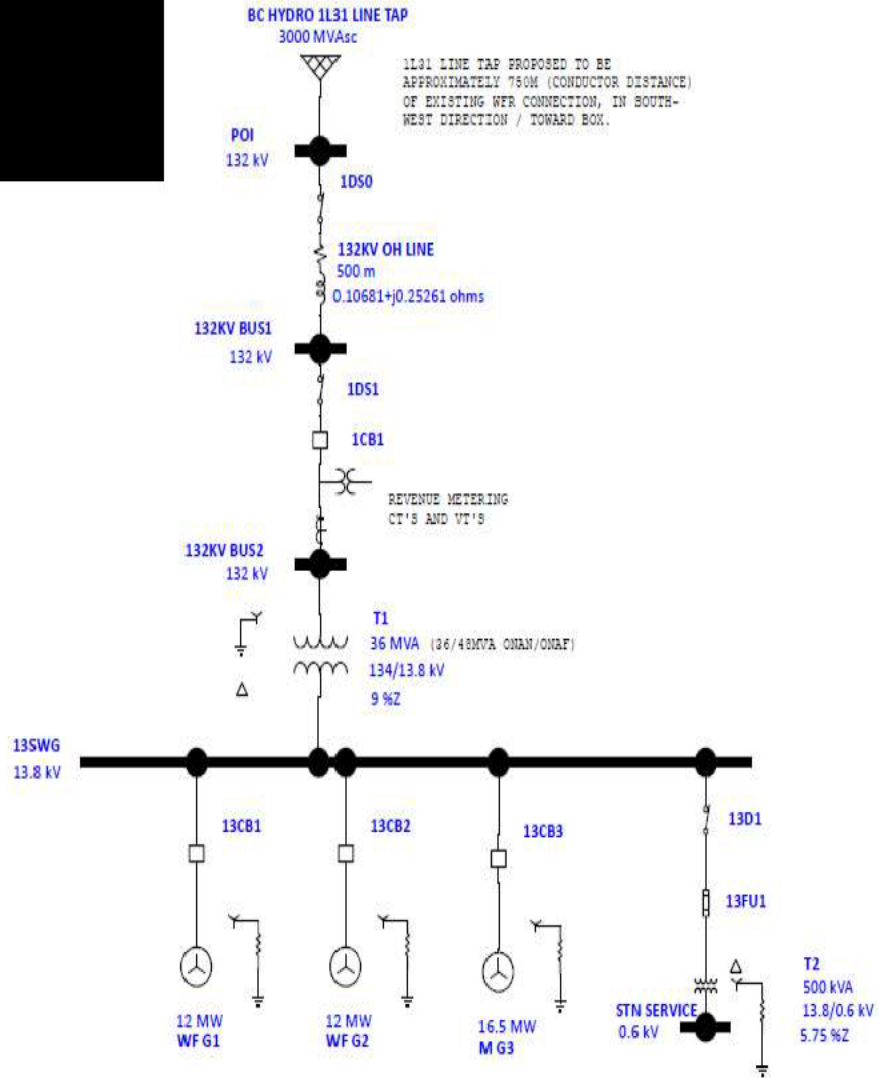 BC HYDRO 1L31 LINE TAP
3000 MVAsc
1L31 LINE TAP PROPOSED TO BE
APPROXIMATELY 750M (CONDUCTOR DISTANCE)
OF EXISTING WFR CONNECTION, IN SOUTH-
WEST DIRECTION / TOWARD BOX.
POI
132 kV
1DS0
132KV OH LINE
500 m
0.10681+j0.25261 ohms
132KV BUS1
132 kV
1DS1
1CB1
REVENUE METERING
CT'S AND VT'S
132KV BUS2
132 kV
T1
36 MVA (36/48MVA ONAN/ONAF)
134/13.8 kV
9 %Z
13SWG
13.8 kV
13CB1
13CB2
13CB3
13D1
13FU1
12 MW
WF G1
12 MW
WF G2
16.5 MW
M G3
STN SERVICE
0.6 kV
T2
500 kVA
13.8/0.6 kV
5.75 %Z